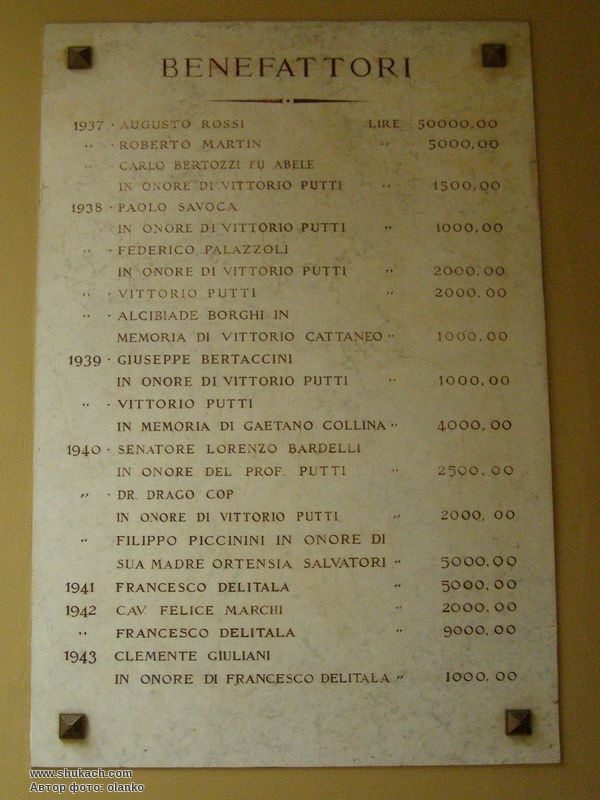 BENEFATTORI
1937 · AUGUSTO ROSSI LIRE 50000,00
" · ROBERTO MARTIN " 5000,00
" · CARLO BERTOZZI FU ABELE
IN ONORE DI VITTORIO PUTTI " 1500,00
1938 · PAOLO SAVOCA
IN ONORE DI VITTORIO PUTTI " 1000,00
" · FEDERICO PALAZZOLI
IN ONORE DI VITTORIO PUTTI " 2000,00
" · VITTORIO PUTTI " 2000,00
" · ALCIBIADE BORGHI IN
MEMORIA DI VITTORIO CATTANEO " 1000,00
1939 · GIUSEPPE BERTACCINI
IN ONORE DI VITTORIO PUTTI " 1000,00
" · VITTORIO PUTTI
IN MEMORIA DI GAETANO COLLINA " 4000,00
1940 · SENATORE LORENZO BARDELLI
IN ONORE DEL PROF. PUTTI " 2500,00
" · DR. DRAGO COP
IN ONORE DI VITTORIO PUTTI " 2000,00
" FILIPPO PICCININI IN ONORE DI
SUA MADRE ORTENSIA SALVATORI " 5000,00
1941 FRANCESCO DELITALA " 5000,00
1942 CAV. FELICE MARCHI " 2000,00
" FRANCESCO DELITALA " 9000,00
1943 CLEMENTE GIULIANI
IN ONORE DI FRANCESCO DELITALA " 1000,00
www.shukach.com
Автор фото: olanko